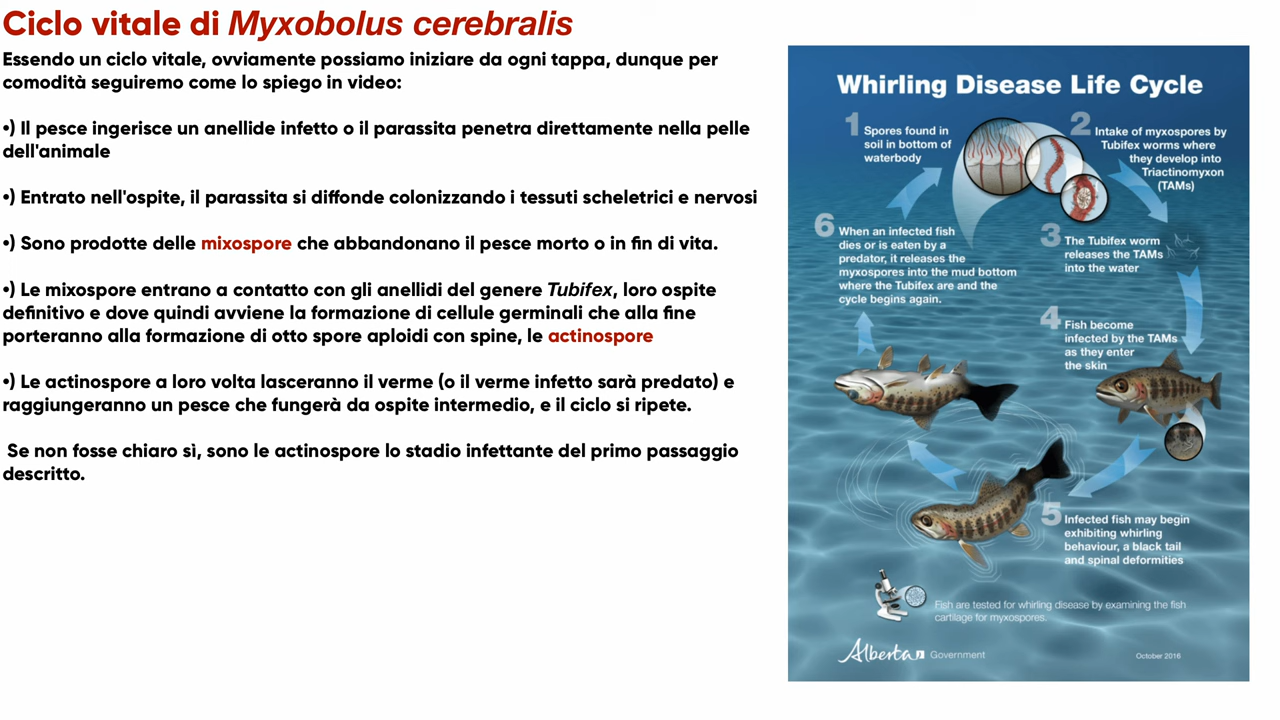 Ciclo vitale di Myxobolus cerebralis
Essendo un ciclo vitale, ovviamente possiamo iniziare da ogni tappa, dunque per
comodità seguiremo come lo spiego in video:
•) Il pesce ingerisce un anellide infetto o il parassita penetra direttamente nella pelle
dell'animale
•) Entrato nell'ospite, il parassita si diffonde colonizzando i tessuti scheletrici e nervosi
•) Sono prodotte delle mixospore che abbandonano il pesce morto o in fin di vita.
•) Le mixospore entrano a contatto con gli anellidi del genere Tubifex, loro ospite
definitivo e dove quindi avviene la formazione di cellule germinali che alla fine
porteranno alla formazione di otto spore aploidi con spine, le actinospore
•) Le actinospore a loro volta lasceranno il verme (o il verme infetto sarà predato) e
raggiungeranno un pesce che fungerà da ospite intermedio, e il ciclo si ripete.
Se non fosse chiaro sì, sono le actinospore lo stadio infettante del primo passaggio
descritto.
Whirling Disease Life Cycle
1 Spores found in
soil in bottom of
waterbody
2 Intake of myxospores by
Tubifex worms where
they develop into
Triactinomyxon
(TAMs)
3 The Tubifex worm
releases the TAMs
into the water
4 Fish become
infected by the TAMs
as they enter
the skin
5 Infected fish may begin
exhibiting whirling
behaviour, a black tail
and spinal deformities
6 When an infected fish
dies or is eaten by a
predator, it releases the
myxospores into the mud bottom
where the Tubifex are and the
cycle begins again.
Fish are tested for whirling disease by examining the fish
cartilage for myxospores.
Alberta Government
October 2016